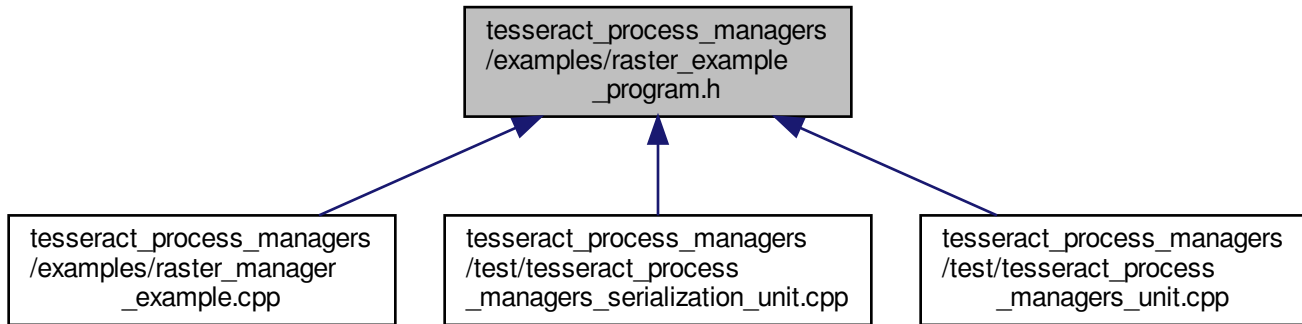 tesseract_process_managers
/examples/raster_example
_program.h
tesseract_process_managers
/examples/raster_manager
_example.cpp
tesseract_process_managers
/test/tesseract_process
_managers_serialization_unit.cpp
tesseract_process_managers
/test/tesseract_process
_managers_unit.cpp